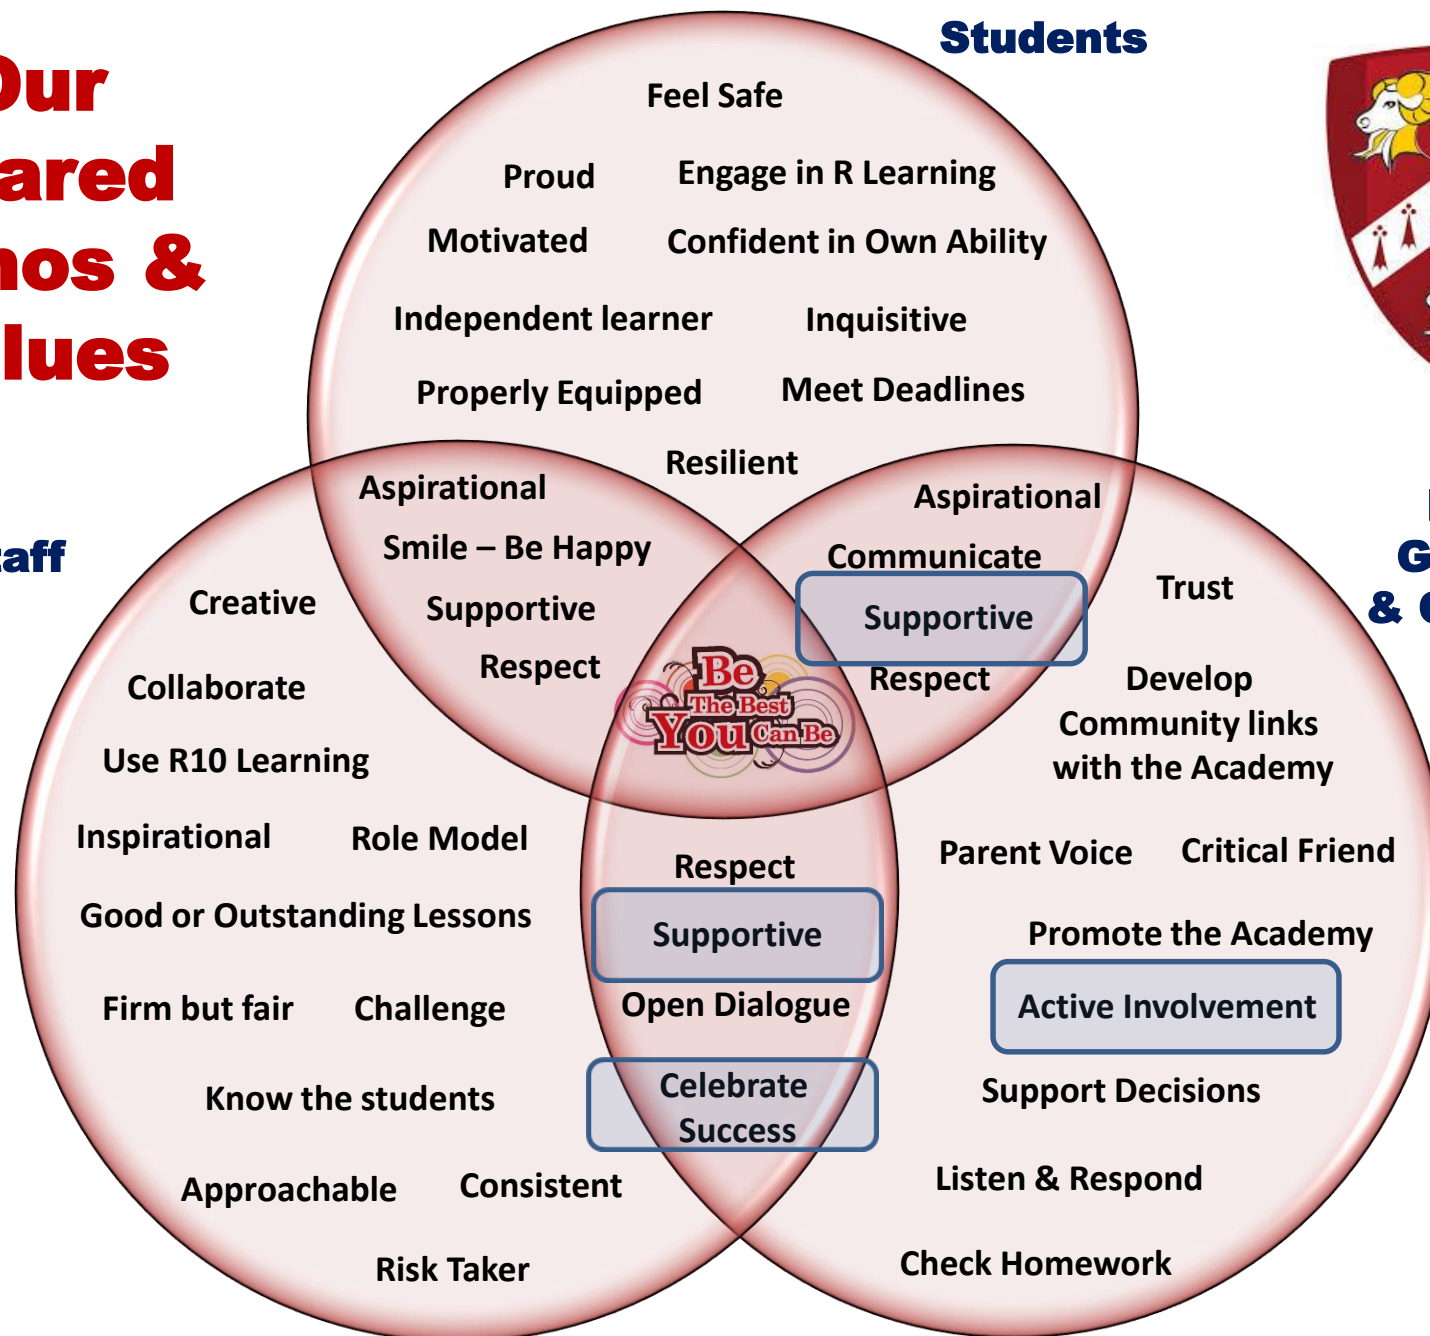 Our
ared
nos &
lues
Students
Feel Safe
Proud
Engage in R Learning
Motivated
Confident in Own Ability
Independent learner
Inquisitive
Properly Equipped
Meet Deadlines
Resilient
Aspirational
Smile – Be Happy
Supportive
Respect
Aspirational
Communicate
Supportive
Respect
taff
G
& 
Creative
Collaborate
Use R10 Learning
Inspirational
Role Model
Good or Outstanding Lessons
Firm but fair
Challenge
Know the students
Approachable
Consistent
Risk Taker
Be
The Best
You Can Be
Respect
Supportive
Open Dialogue
Celebrate
Success
Trust
Develop
Community links
with the Academy
Parent Voice
Critical Friend
Promote the Academy
Active Involvement
Support Decisions
Listen & Respond
Check Homework